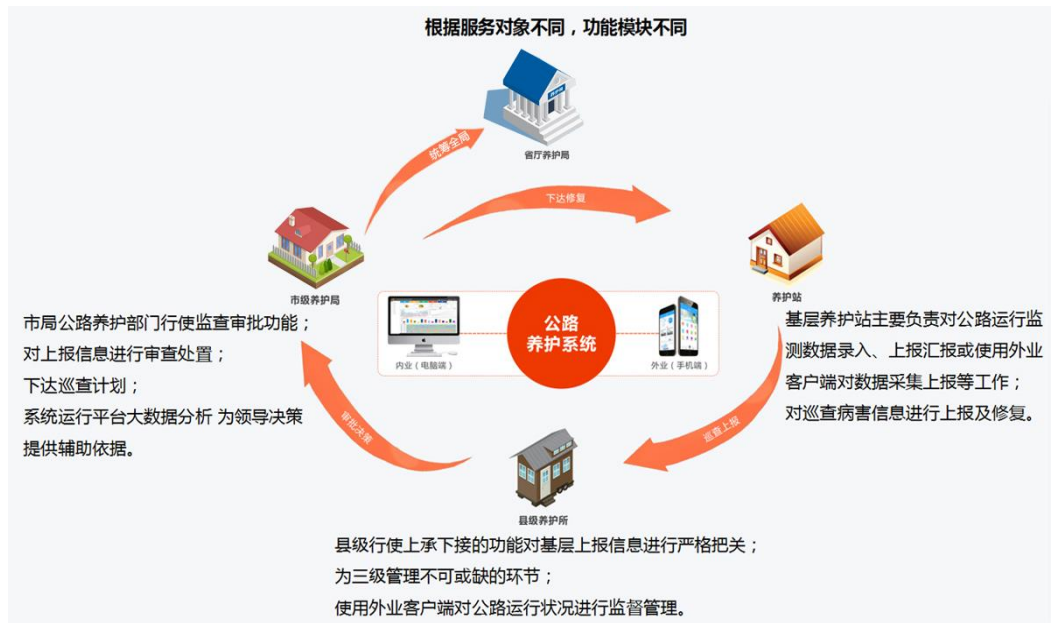 根据服务对象不同，功能模块不同
统筹全局
省厅养护局
下达修复
市级养护局
养护站
市局公路养护部门行使监查审批功能；
对上报信息进行审查处置；
下达巡查计划；
系统运行平台大数据分析 为领导决策
提供辅助依据。
公路
养护系统
内业（电脑端）
外业（手机端）
基层养护站主要负责对公路运行监
测数据录入、上报汇报或使用外业
客户端对数据采集上报等工作；
对巡查病害信息进行上报及修复。
审批决策
巡查上报
县级养护所
县级行使上承下接的功能对基层上报信息进行严格把关；
为三级管理不可或缺的环节；
使用外业客户端对公路运行状况进行监督管理。